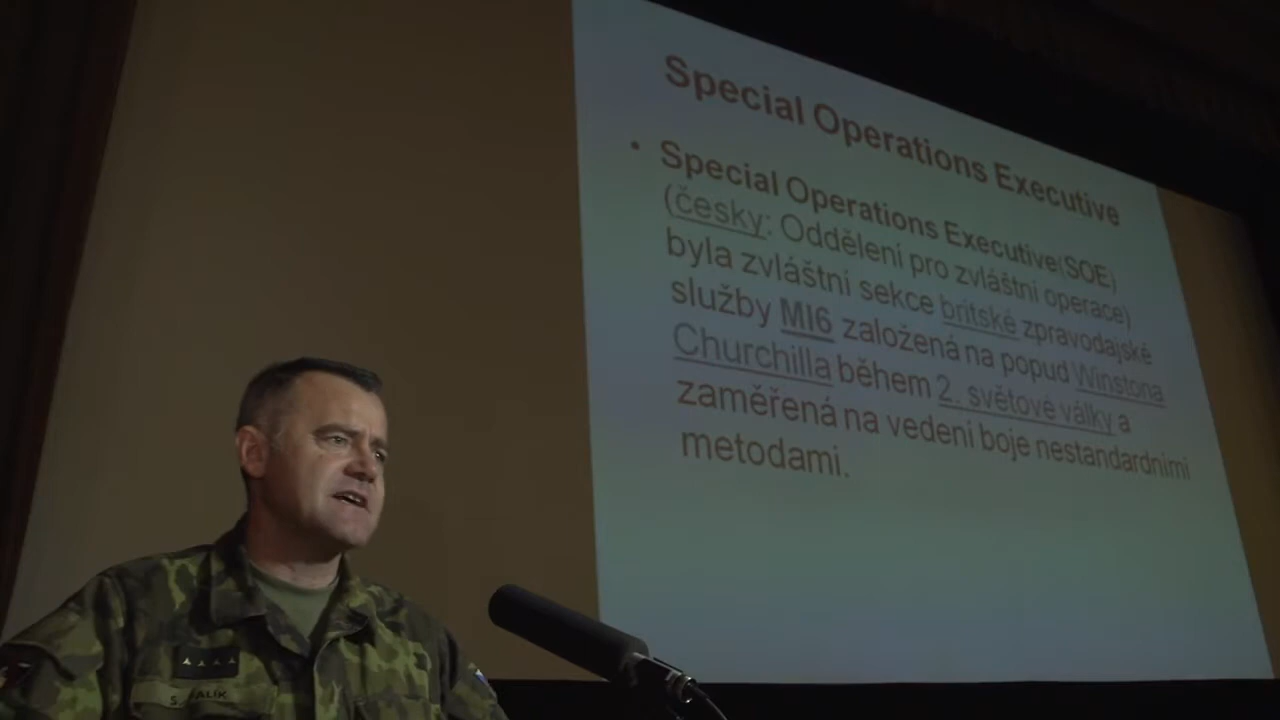 Special Operations Executive
• Special Operations Executive(SOE)
(česky: Oddělení pro zvláštní operace)
byla zvláštní sekce britské zpravodajské
služby MI6 založená na popud Winstona
Churchilla během 2. světové války a
zaměřená na vedení boje nestandardními
metodami.